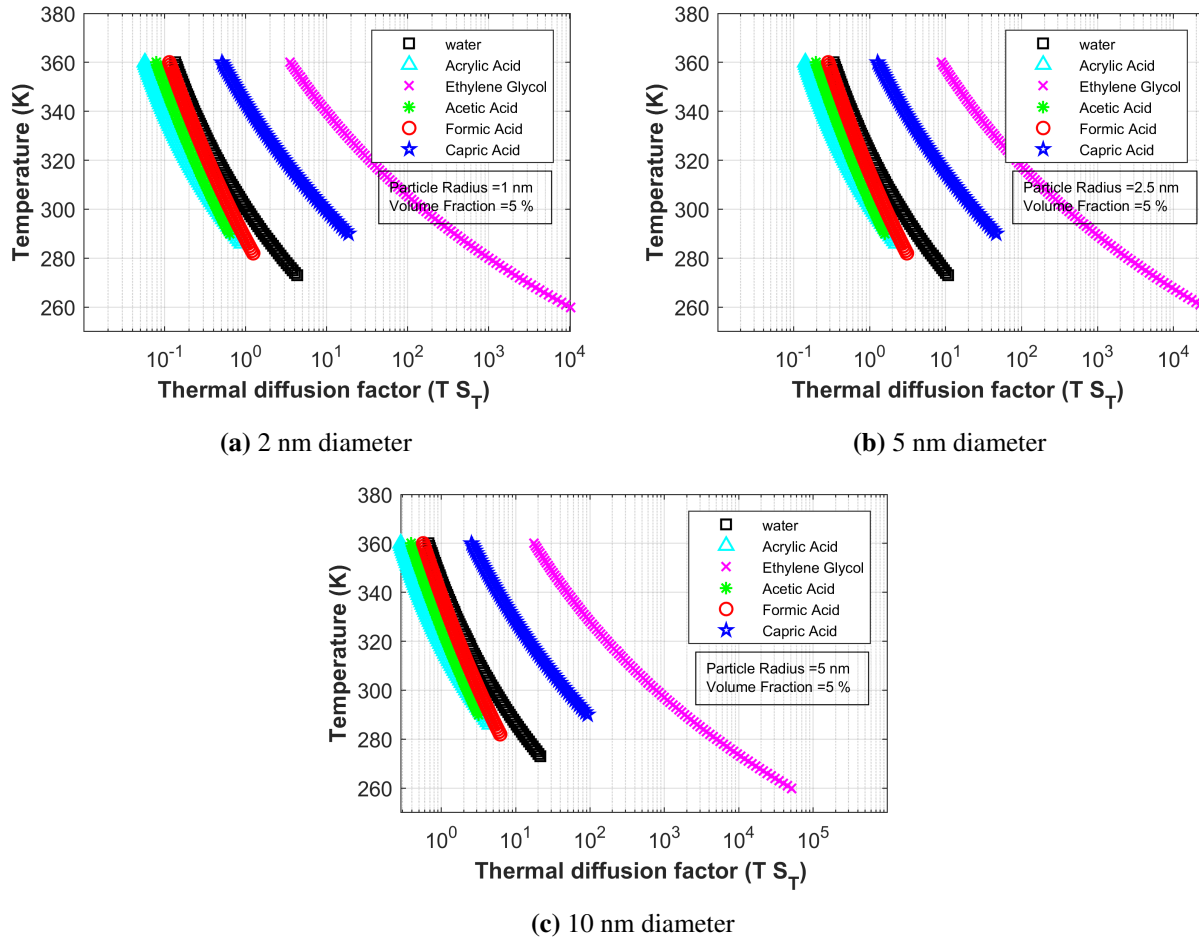 380
360
340
320
300
280
260
Temperature (K)
water
Acrylic Acid
Ethylene Glycol
Acetic Acid
Formic Acid
Capric Acid
Particle Radius =1 nm
Volume Fraction =5 %
10^-1 10^0 10^1 10^2 10^3 10^4
Thermal diffusion factor (T S_T)
(a) 2 nm diameter
380
360
340
320
300
280
260
Temperature (K)
water
Acrylic Acid
Ethylene Glycol
Acetic Acid
Formic Acid
Capric Acid
Particle Radius =2.5 nm
Volume Fraction =5 %
10^-1 10^0 10^1 10^2 10^3 10^4
Thermal diffusion factor (T S_T)
(b) 5 nm diameter
380
360
340
320
300
280
260
Temperature (K)
water
Acrylic Acid
Ethylene Glycol
Acetic Acid
Formic Acid
Capric Acid
Particle Radius =5 nm
Volume Fraction =5 %
10^0 10^1 10^2 10^3 10^4 10^5
Thermal diffusion factor (T S_T)
(c) 10 nm diameter